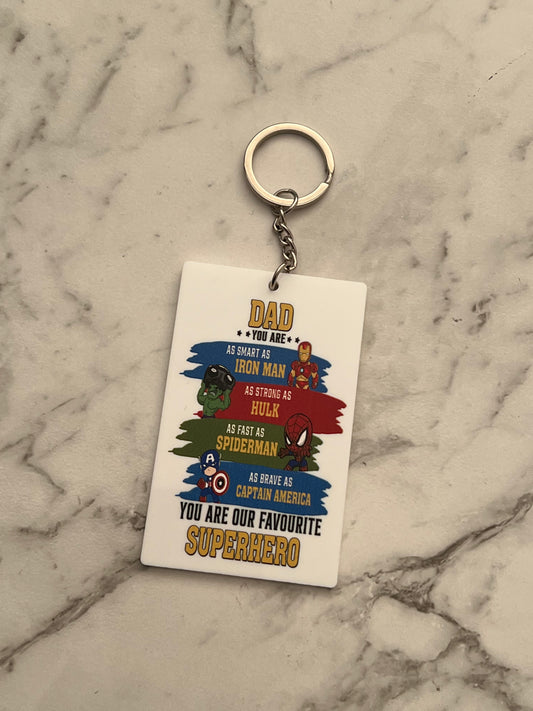 DAD
YOU ARE
AS SMART AS
IRON MAN
AS STRONG AS
HULK
AS FAST AS
SPIDERMAN
A
AS BRAVE AS
CAPTAIN AMERICA
YOU ARE OUR FAVOURITE
SUPERHERO